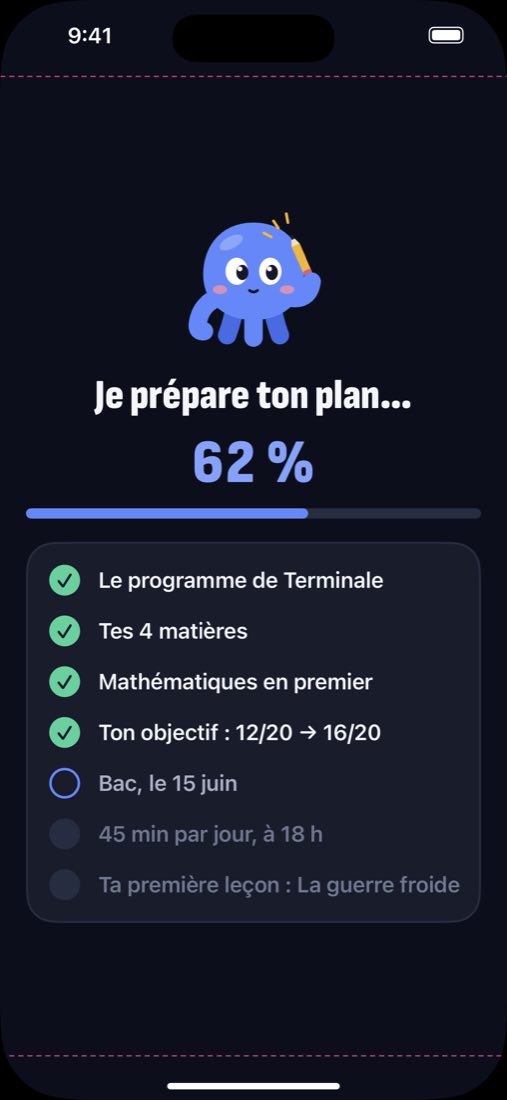 9:41
Je prépare ton plan...
62 %
Le programme de Terminale
Tes 4 matières
Mathématiques en premier
Ton objectif : 12/20 → 16/20
Bac, le 15 juin
45 min par jour, à 18 h
Ta première leçon : La guerre froide